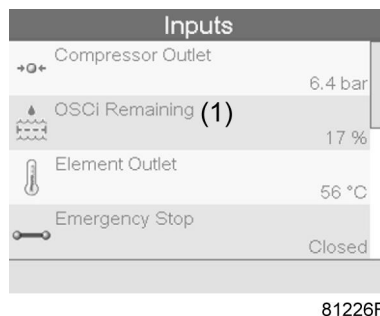 Inputs
Compressor Outlet
6.4 bar
OSCi Remaining (1)
17 %
Element Outlet
56 °C
Emergency Stop
Closed
81226F